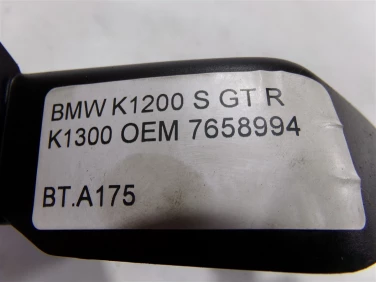 BMW K1200 S GT R
K1300 OEM 7658994
BT.A175